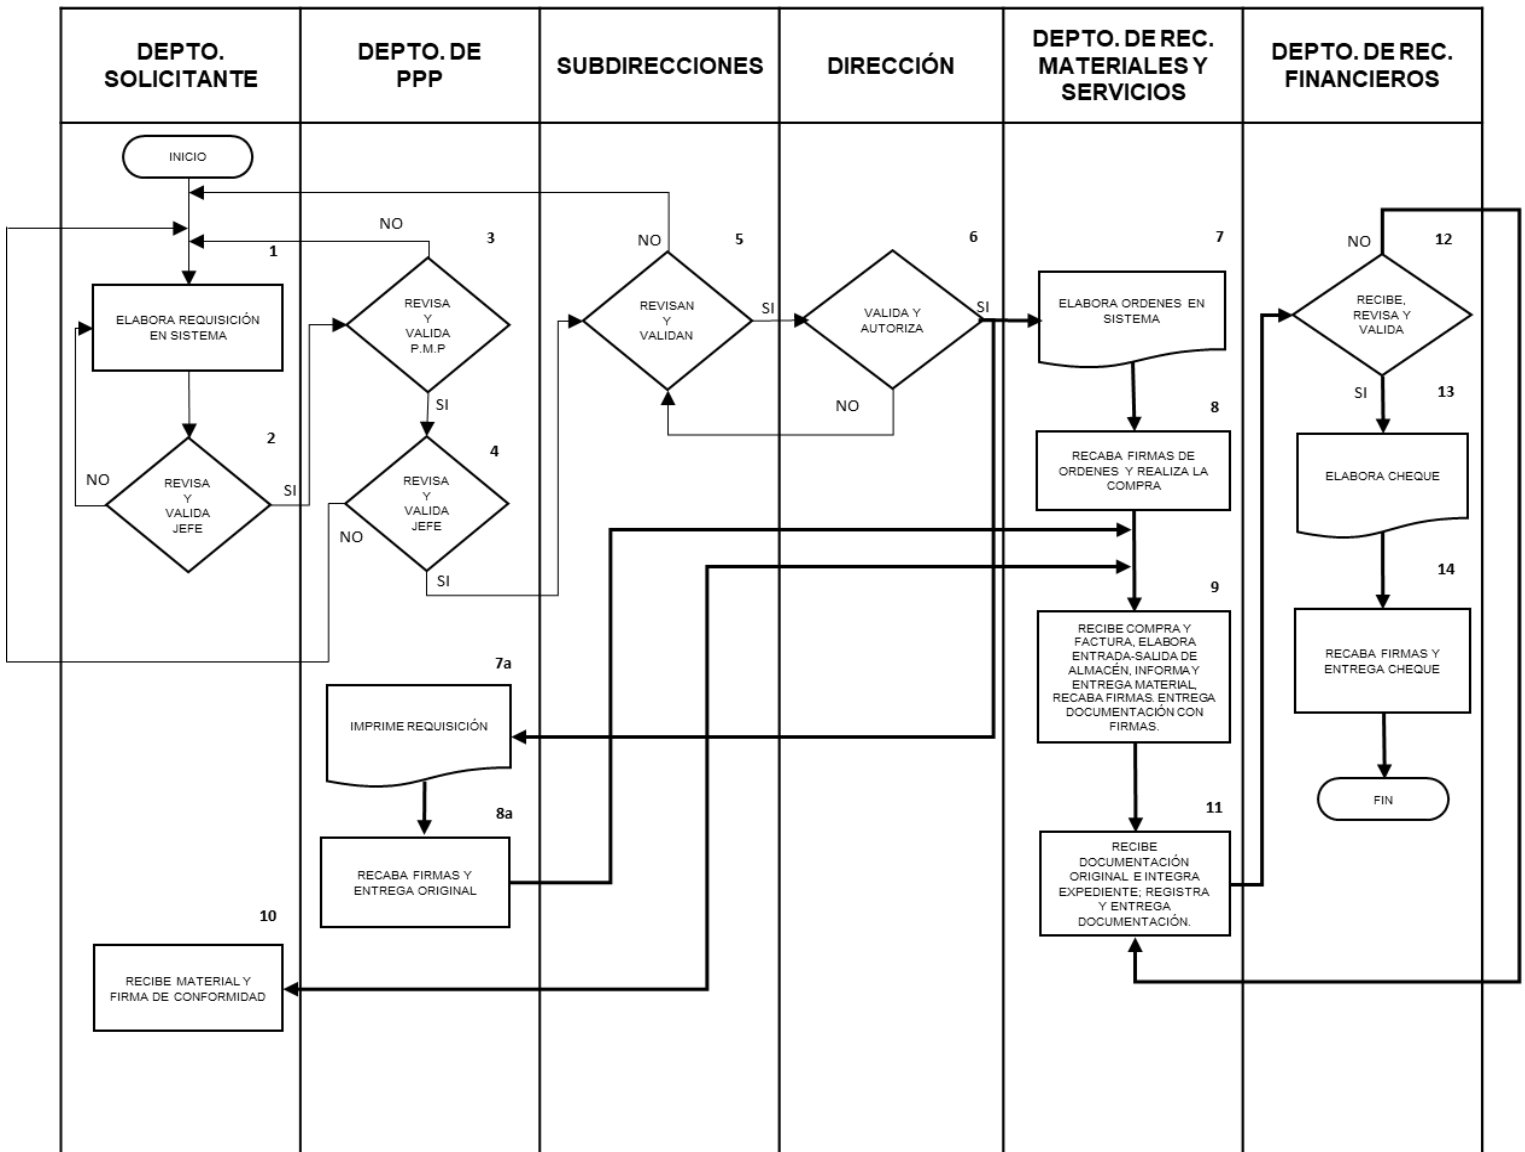 DEPTO.
SOLICITANTE
DEPTO. DE
PPP
SUBDIRECCIONES
DIRECCIÓN
DEPTO. DE REC.
MATERIALES Y
SERVICIOS
DEPTO. DE REC.
FINANCIEROS
INICIO
1
ELABORA REQUISICIÓN
EN SISTEMA
2
REVISA
Y
VALIDA
JEFE
NO
SI
NO
3
REVISA
Y
VALIDA
P.M.P
SI
4
REVISA
Y
VALIDA
JEFE
NO
SI
NO
5
REVISAN
Y
VALIDAN
SI
6
VALIDA Y
AUTORIZA
SI
NO
7
ELABORA ORDENES EN
SISTEMA
8
RECABA FIRMAS DE
ORDENES Y REALIZA LA
COMPRA
9
RECIBE COMPRA Y
FACTURA, ELABORA
ENTRADA-SALIDA DE
ALMACÉN, INFORMA Y
ENTREGA MATERIAL,
RECABA FIRMAS. ENTREGA
DOCUMENTACIÓN CON
FIRMAS.
7a
IMPRIME REQUISICIÓN
8a
RECABA FIRMAS Y
ENTREGA ORIGINAL
10
RECIBE MATERIAL Y
FIRMA DE CONFORMIDAD
11
RECIBE
DOCUMENTACIÓN
ORIGINAL E INTEGRA
EXPEDIENTE; REGISTRA
Y ENTREGA
DOCUMENTACIÓN.
NO
12
RECIBE,
REVISA Y
VALIDA
SI
13
ELABORA CHEQUE
14
RECABA FIRMAS Y
ENTREGA CHEQUE
FIN